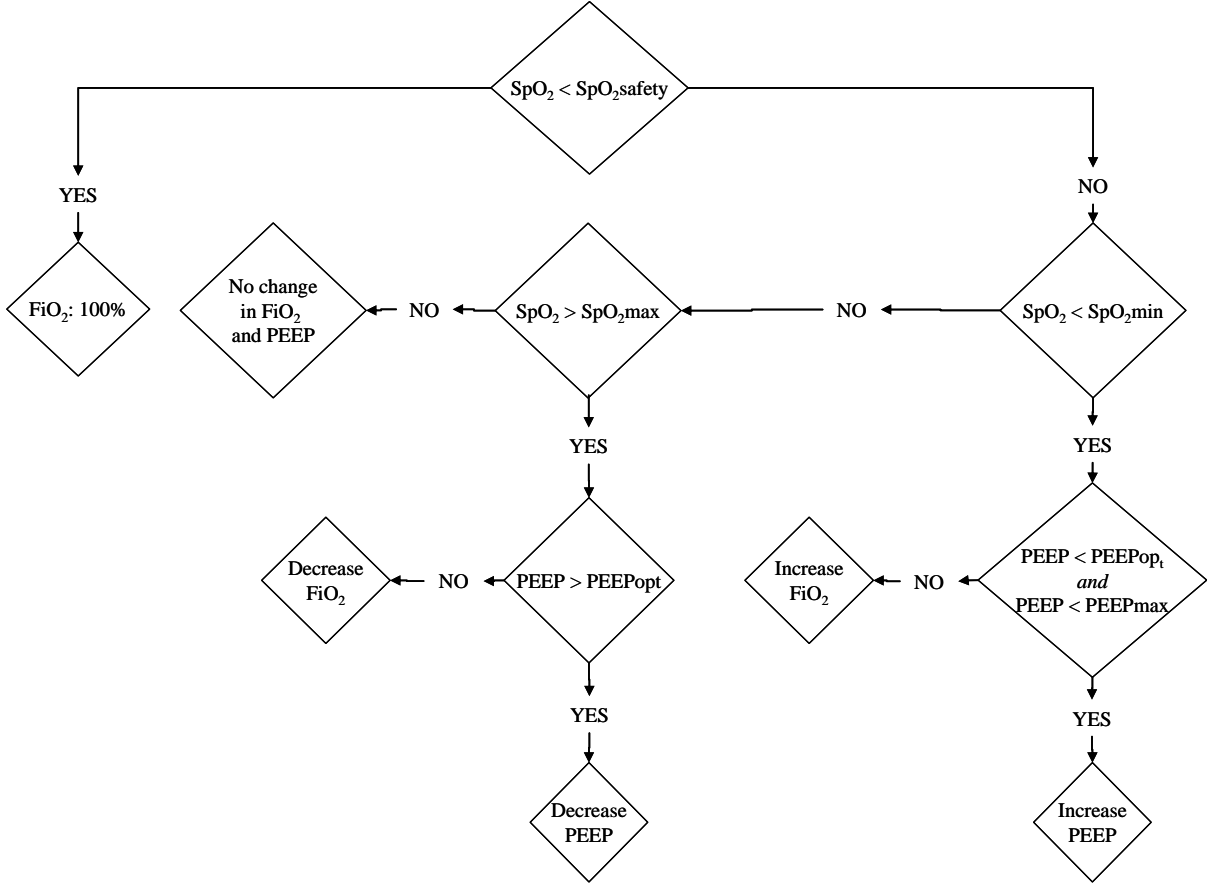 SpO₂ < SpO₂safety
YES
NO
FiO₂: 100%
No change
in FiO₂
and PEEP
NO
SpO₂ > SpO₂max
NO
SpO₂ < SpO₂min
YES
YES
Decrease
FiO₂
NO
PEEP > PEEPopt
Increase
FiO₂
NO
PEEP < PEEPopₜ
and
PEEP < PEEPmax
YES
YES
Decrease
PEEP
Increase
PEEP